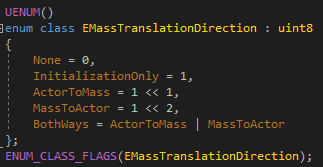 UENUM()
enum class EMassTranslationDirection : uint8
{
None = 0,
InitializationOnly = 1,
ActorToMass = 1 << 1,
MassToActor = 1 << 2,
BothWays = ActorToMass | MassToActor
};
ENUM_CLASS_FLAGS(EMassTranslationDirection);